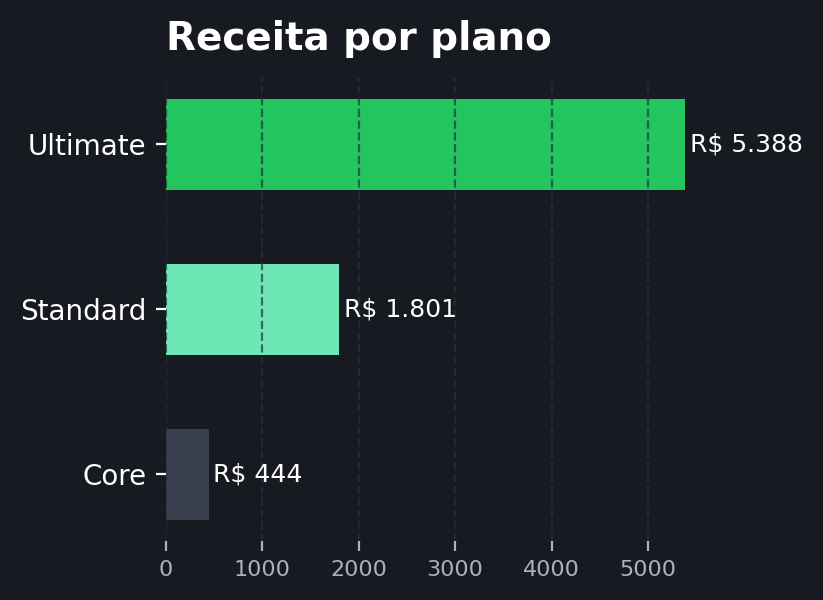 Receita por plano
Ultimate R$ 5.388
Standard R$ 1.801
Core R$ 444
0 1000 2000 3000 4000 5000